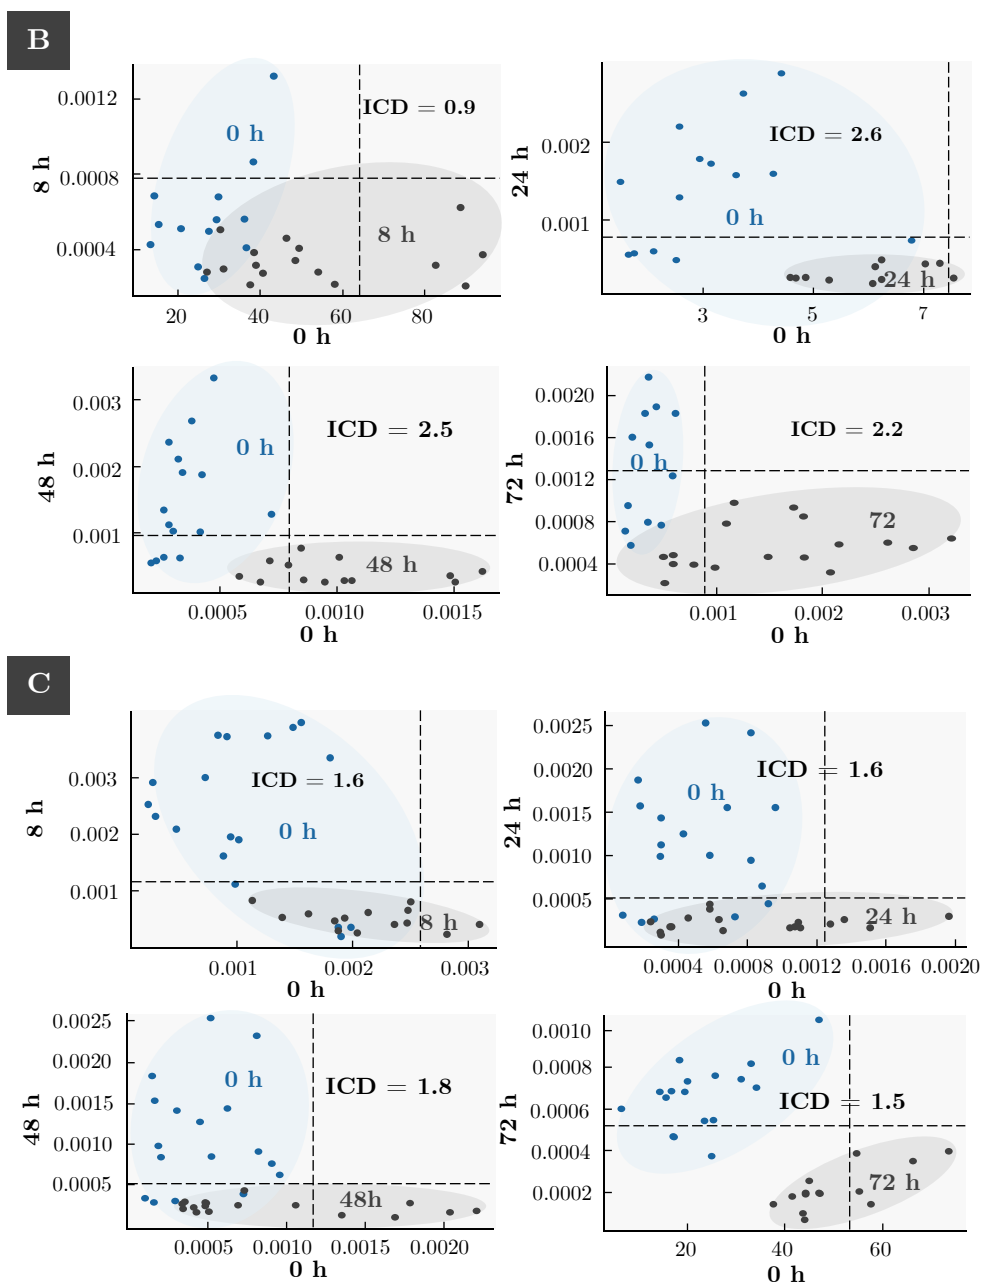 B
0.0012
0.0008
0.0004
8 h
ICD = 0.9
0 h
8 h
20 40 60 80
0 h
0.002
0.001
24 h
ICD = 2.6
0 h
24 h
3 5 7
0 h
0.003
0.002
0.001
48 h
ICD = 2.5
0 h
48 h
0.0005 0.0010 0.0015
0 h
0.0020
0.0016
0.0012
0.0008
0.0004
72 h
ICD = 2.2
0 h
72
0.001 0.002 0.003
0 h
C
0.003
0.002
0.001
8 h
ICD = 1.6
0 h
8 h
0.001 0.002 0.003
0 h
0.0025
0.0020
0.0015
0.0010
0.0005
24 h
ICD = 1.6
0 h
24 h
0.0004 0.0008 0.0012 0.0016 0.0020
0 h
0.0025
0.0020
0.0015
0.0010
0.0005
48 h
0 h
ICD = 1.8
48h
0.0005 0.0010 0.0015 0.0020
0 h
0.0010
0.0008
0.0006
0.0004
0.0002
72 h
0 h
ICD = 1.5
72 h
20 40 60
0 h